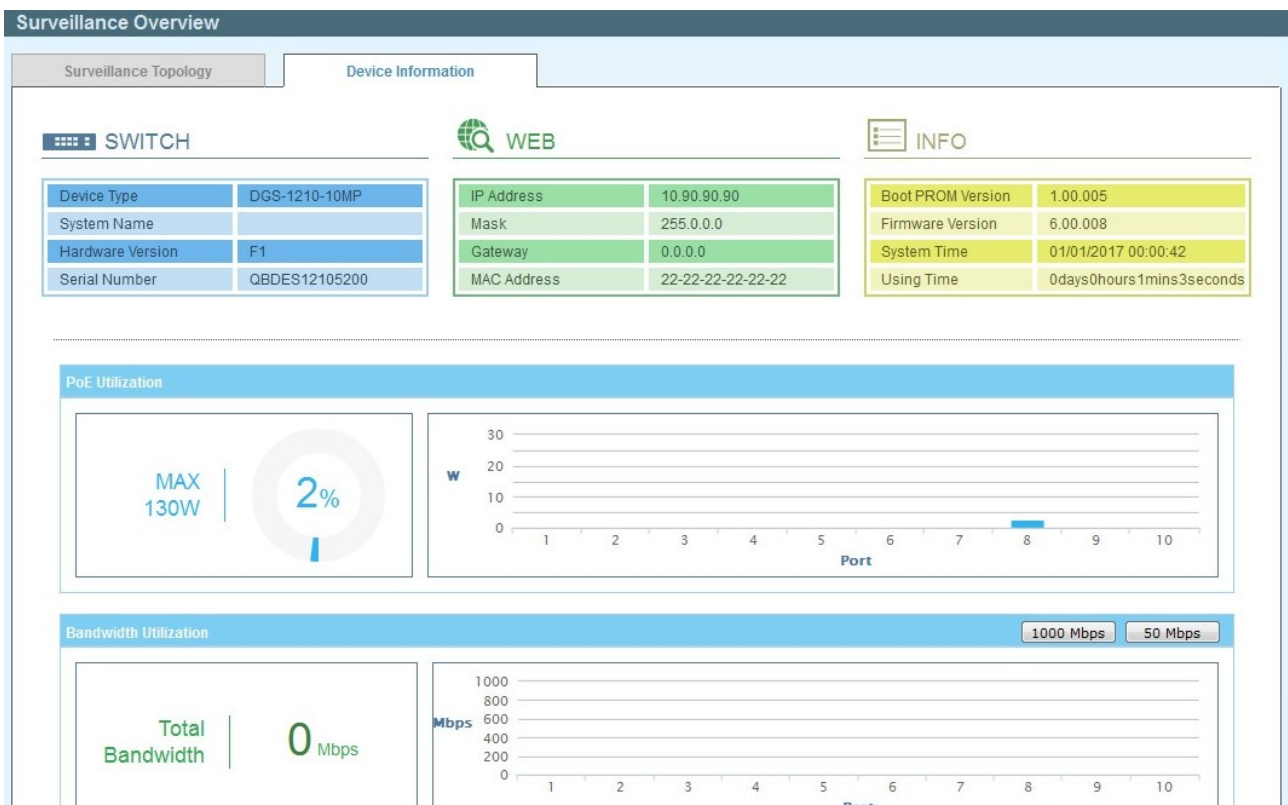 Surveillance Overview
Surveillance Topology
Device Information
SWITCH
Device Type DGS-1210-10MP
System Name
Hardware Version F1
Serial Number QBDES12105200
WEB
IP Address 10.90.90.90
Mask 255.0.0.0
Gateway 0.0.0.0
MAC Address 22-22-22-22-22-22
INFO
Boot PROM Version 1.00.005
Firmware Version 6.00.008
System Time 01/01/2017 00:00:42
Using Time 0days0hours1mins3seconds
PoE Utilization
MAX
130W
2%
W
30
20
10
0
1 2 3 4 5 6 7 8 9 10
Port
Bandwidth Utilization
1000 Mbps
50 Mbps
Total
Bandwidth
0 Mbps
Mbps
1000
800
600
400
200
0
1 2 3 4 5 6 7 8 9 10